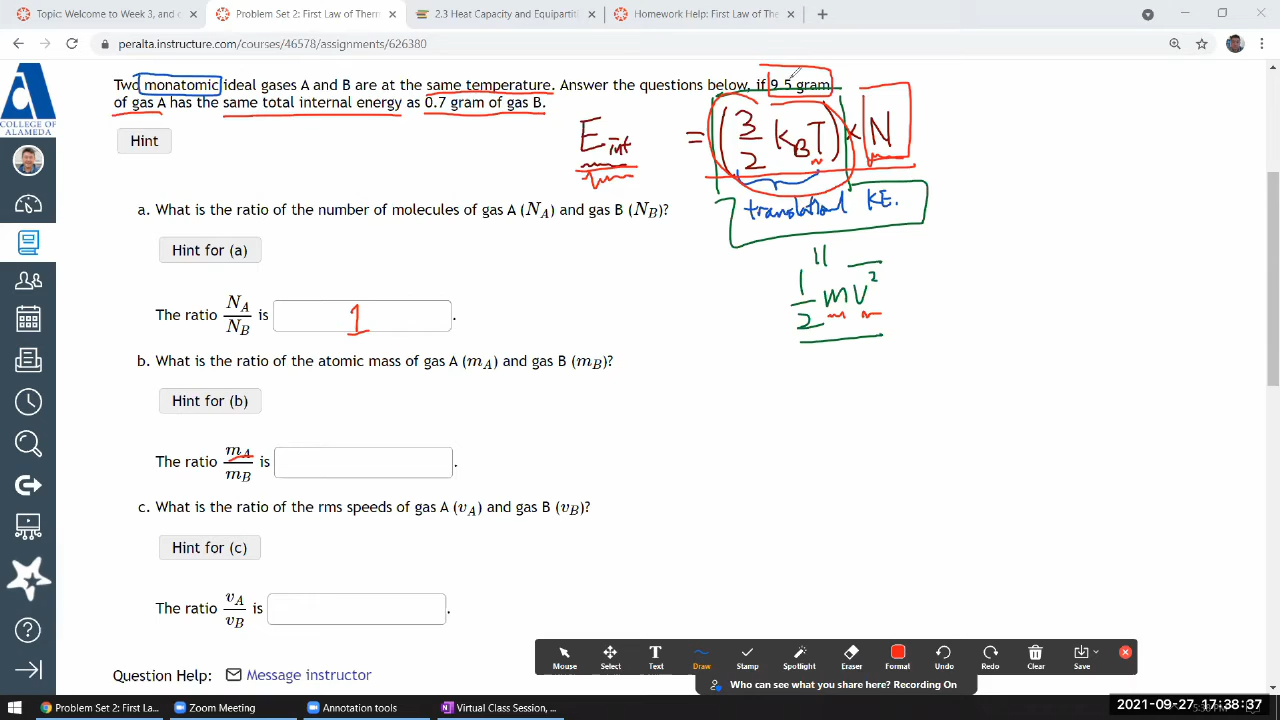 Topic: Welcome to Week 3, and c
Problem Set 2: First Law of Therm
2.3 Heat Capacity and Equipartiti
Homework Help: First Law of The
peralta.instructure.com/courses/46578/assignments/626380
Two monatomic ideal gases A and B are at the same temperature. Answer the questions below, if 9.5 gram
of gas A has the same total internal energy as 0.7 gram of gas B.
COLLEGE OF
ALAMEDA
Hint
E int = (3/2 k_B T) × N
translational KE.
||
1/2 m v²
a. What is the ratio of the number of molecules of gas A (N_A) and gas B (N_B)?
Hint for (a)
The ratio N_A/N_B is 1.
b. What is the ratio of the atomic mass of gas A (m_A) and gas B (m_B)?
Hint for (b)
The ratio m_A/m_B is .
c. What is the ratio of the rms speeds of gas A (v_A) and gas B (v_B)?
Hint for (c)
The ratio v_A/v_B is .
Question Help: Message instructor
Mouse Select Text Draw Stamp Spotlight Eraser Format Undo Redo Clear Save
Who can see what you share here? Recording On
Problem Set 2: First La...
Zoom Meeting
Annotation tools
Virtual Class Session, ...
2021-09-27 17:38:37